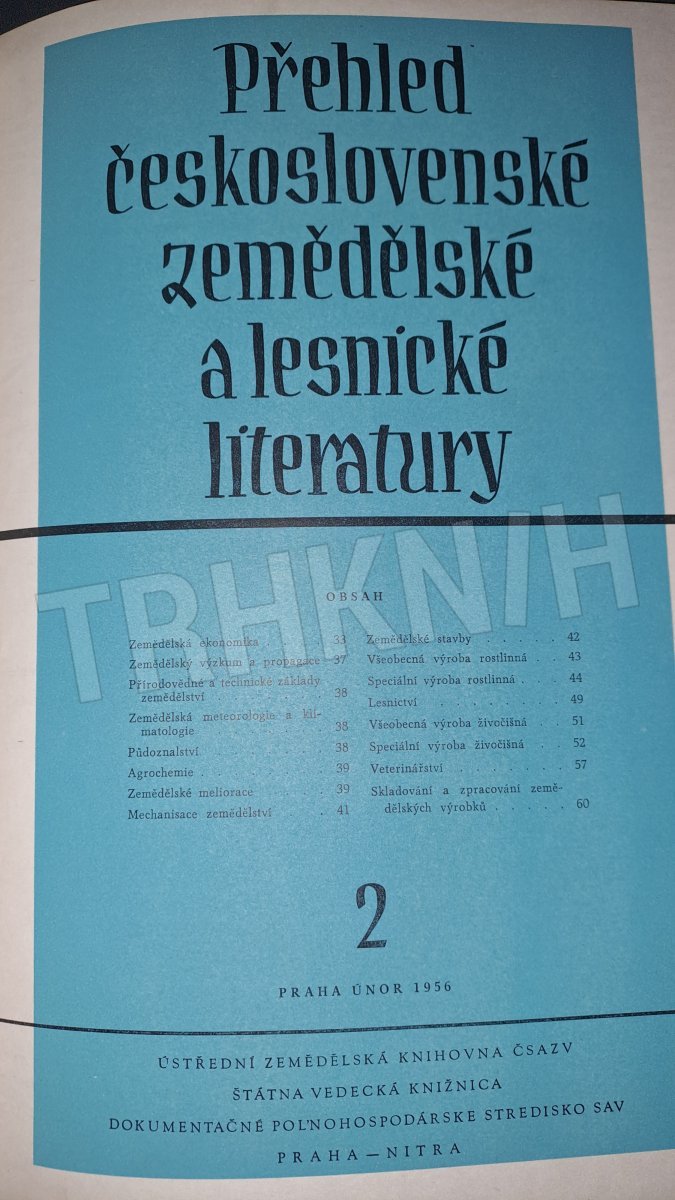 Přehled
československé
zemědělské
a lesnické
literatury
TRHKNIH
OBSAH
Zemědělská ekonomika . . . . 33
Zemědělský výzkum a propagace 37
Přírodovědné a technické základy
zemědělství . . . . . . . 38
Zemědělská meteorologie a kli-
matologie . . . . . . . 38
Půdoznalství . . . . . . . 38
Agrochemie . . . . . . . 39
Zemědělské meliorace . . . . 39
Mechanisace zemědělství . . . 41
Zemědělské stavby . . . . . 42
Všeobecná výroba rostlinná . . 43
Speciální výroba rostlinná . . 44
Lesnictví . . . . . . . 49
Všeobecná výroba živočišná . . 51
Speciální výroba živočišná . . 52
Veterinářství . . . . . . 57
Skladování a zpracování země-
dělských výrobků . . . . . 60
2
PRAHA ÚNOR 1956
ÚSTŘEDNÍ ZEMĚDĚLSKÁ KNIHOVNA ČSAZV
ŠTÁTNA VEDECKÁ KNIŽNICA
DOKUMENTAČNÉ POĽNOHOSPODÁRSKE STREDISKO SAV
PRAHA—NITRA